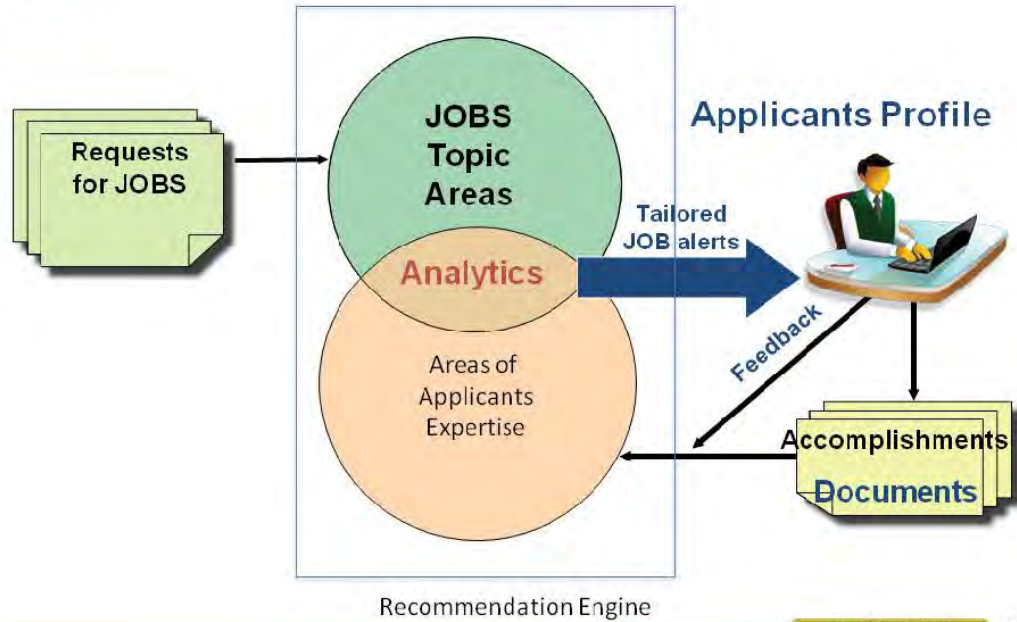 Requests
for JOBS
JOBS
Topic
Areas
Analytics
Areas of
Applicants
Expertise
Applicants Profile
Tailored
JOB alerts
Feedback
Accomplishments
Documents
Recommendation Engine